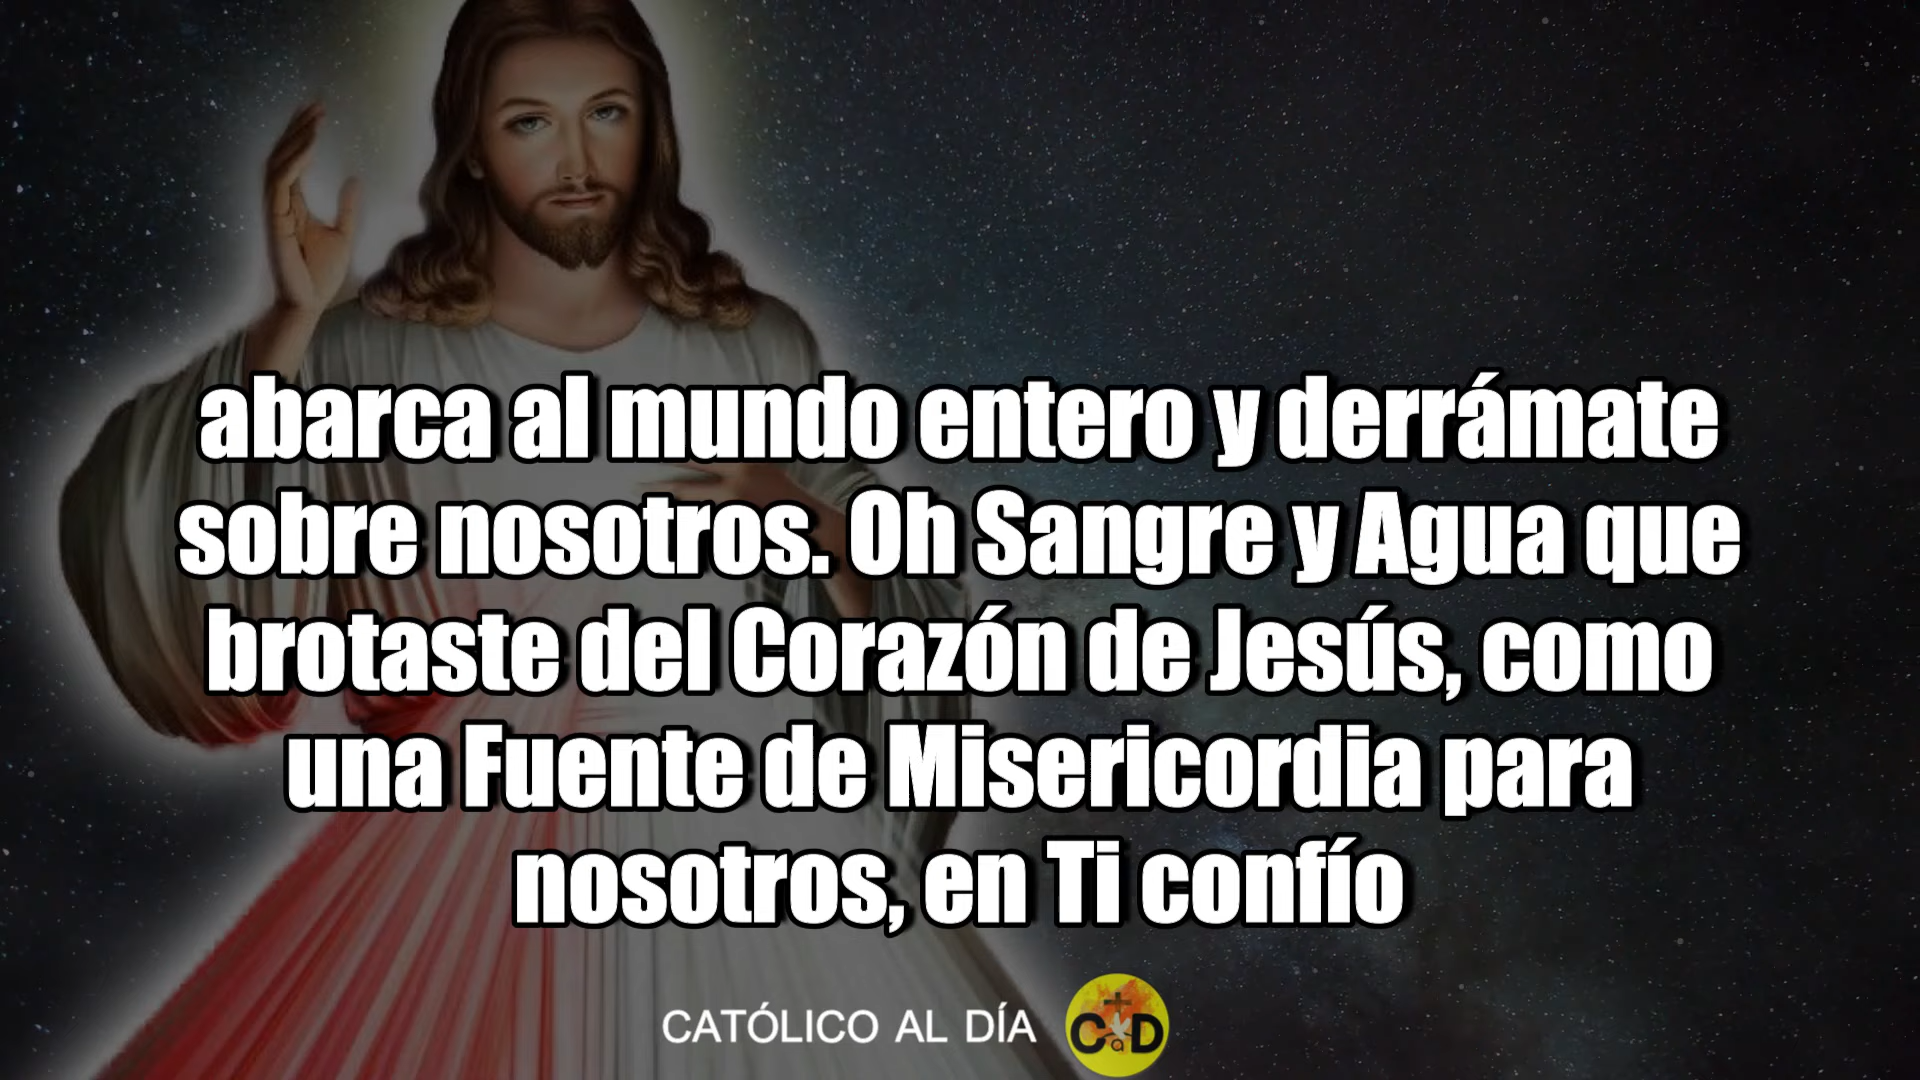 abarca al mundo entero y derrámate
sobre nosotros. Oh Sangre y Agua que
brotaste del Corazón de Jesús, como
una Fuente de Misericordia para
nosotros, en Ti confío
CATÓLICO AL DÍA
CaD